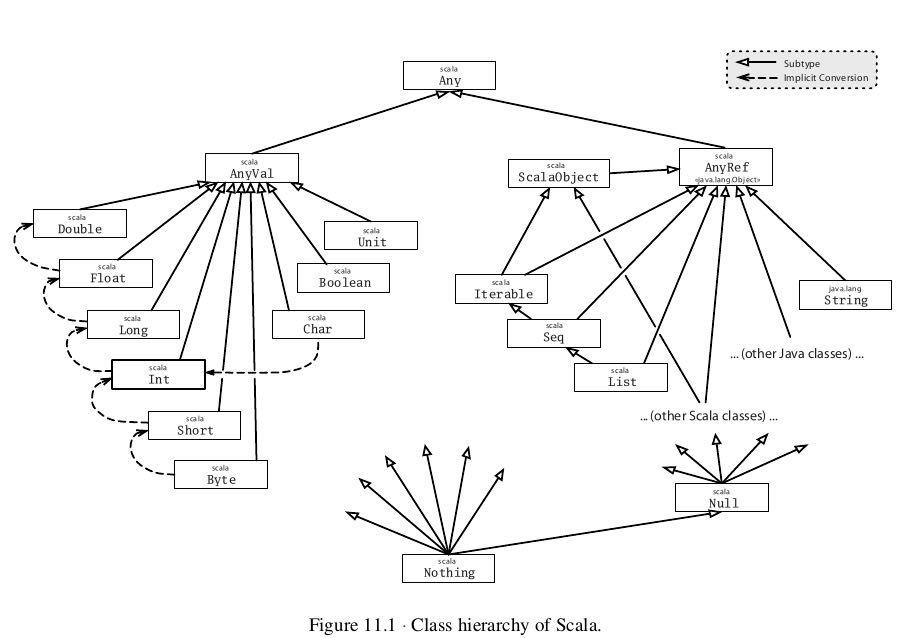 scala
Any
Subtype
Implicit Conversion
scala
AnyVal
scala
ScalaObject
scala
AnyRef
«java.lang.Object»
scala
Double
scala
Unit
scala
Float
scala
Boolean
scala
Iterable
java.lang
String
scala
Long
scala
Char
scala
Seq
... (other Java classes) ...
scala
Int
scala
List
scala
Short
... (other Scala classes) ...
scala
Byte
scala
Null
scala
Nothing
Figure 11.1 · Class hierarchy of Scala.